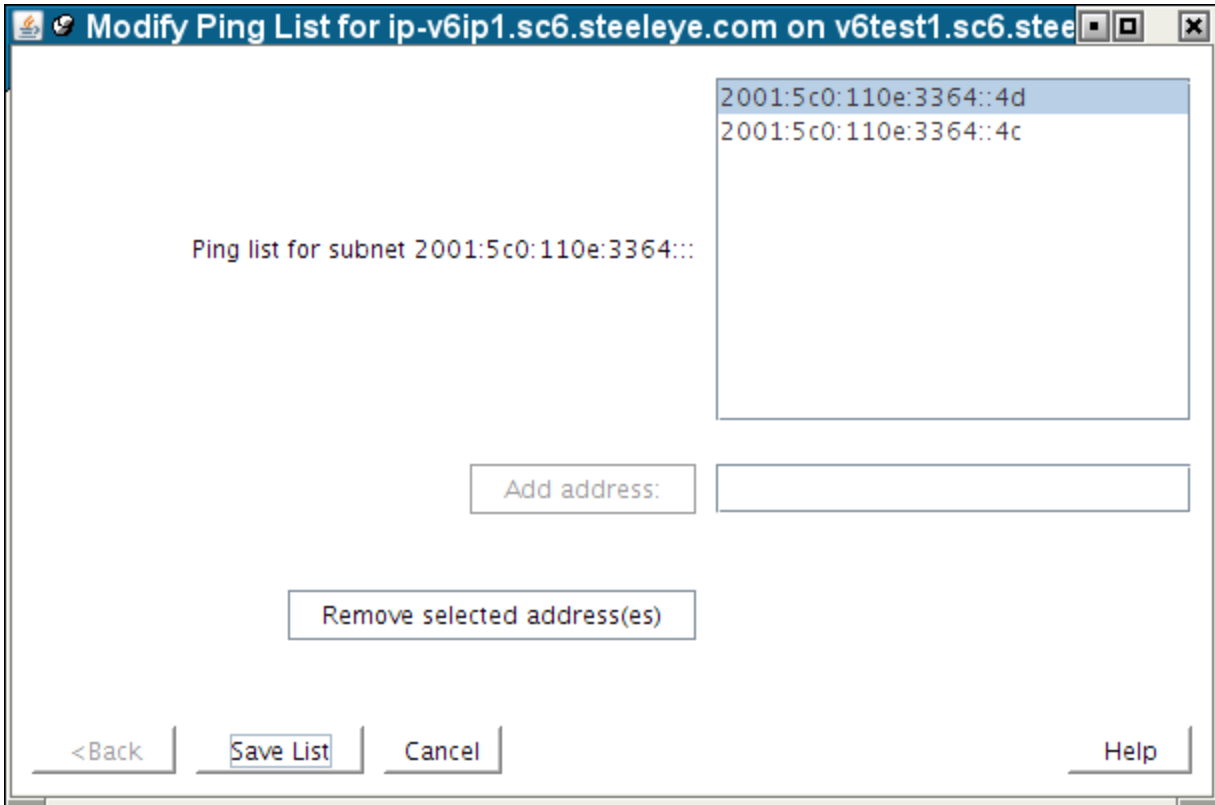 Modify Ping List for ip-v6ip1.sc6.steeleye.com on v6test1.sc6.stee
2001:5c0:110e:3364::4d
2001:5c0:110e:3364::4c
Ping list for subnet 2001:5c0:110e:3364:::
Add address:
Remove selected address(es)
<Back
Save List
Cancel
Help